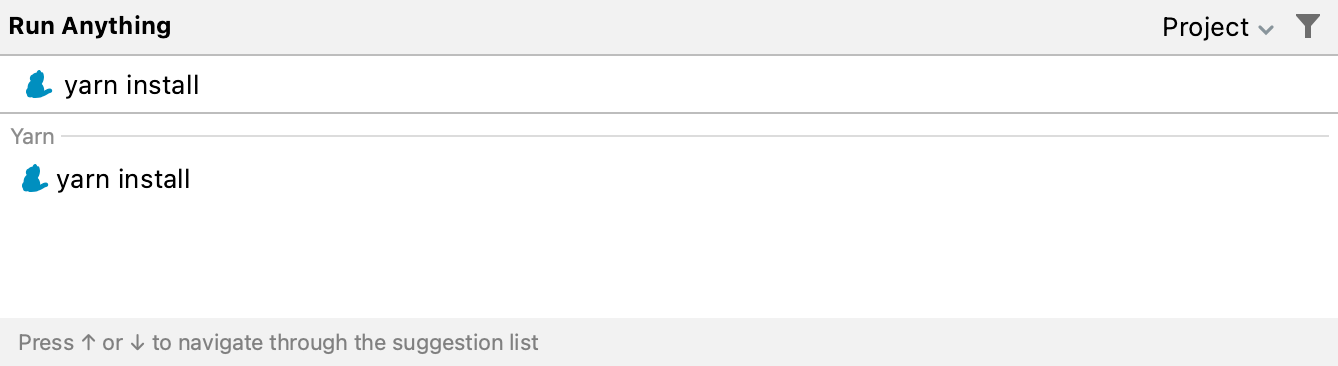 Run Anything
Project
yarn install
Yarn
yarn install
Press ↑ or ↓ to navigate through the suggestion list